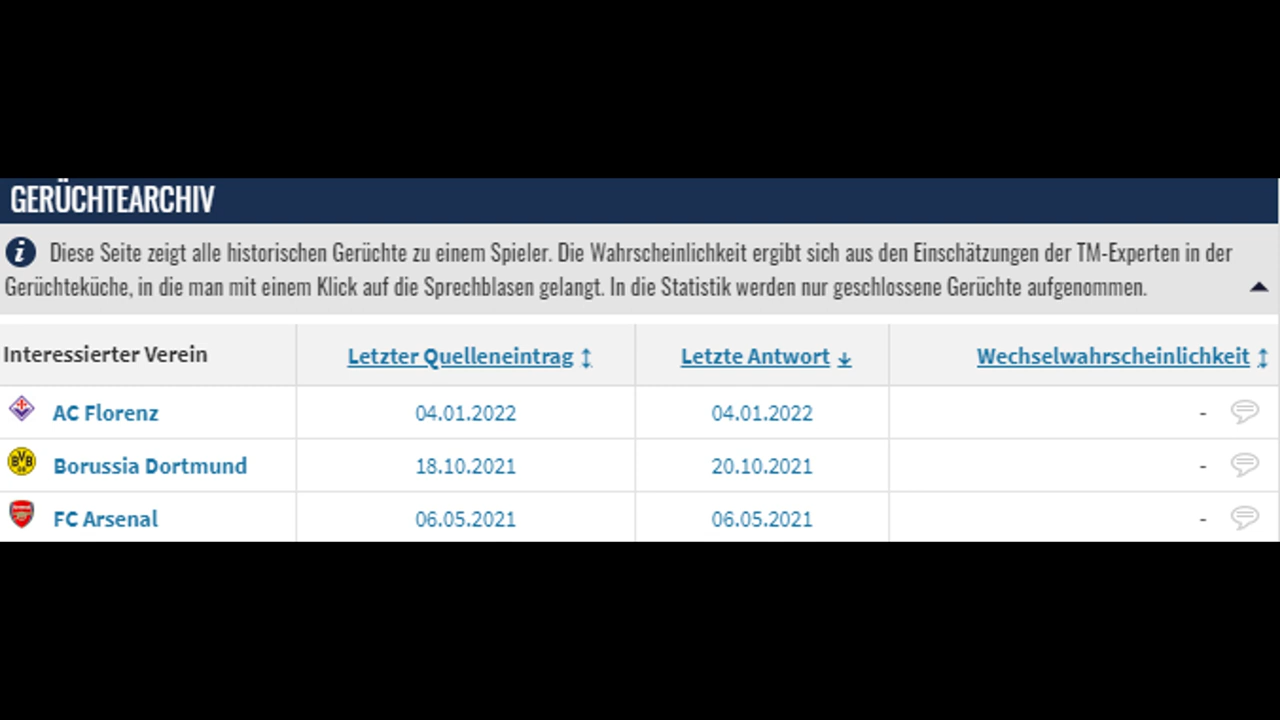 GERÜCHTEARCHIV
Diese Seite zeigt alle historischen Gerüchte zu einem Spieler. Die Wahrscheinlichkeit ergibt sich aus den Einschätzungen der TM-Experten in der
Gerüchteküche, in die man mit einem Klick auf die Sprechblasen gelangt. In die Statistik werden nur geschlossene Gerüchte aufgenommen.
Interessierter Verein Letzter Quelleneintrag Letzte Antwort Wechselwahrscheinlichkeit
AC Florenz 04.01.2022 04.01.2022 -
BVB Borussia Dortmund 18.10.2021 20.10.2021 -
FC Arsenal 06.05.2021 06.05.2021 -